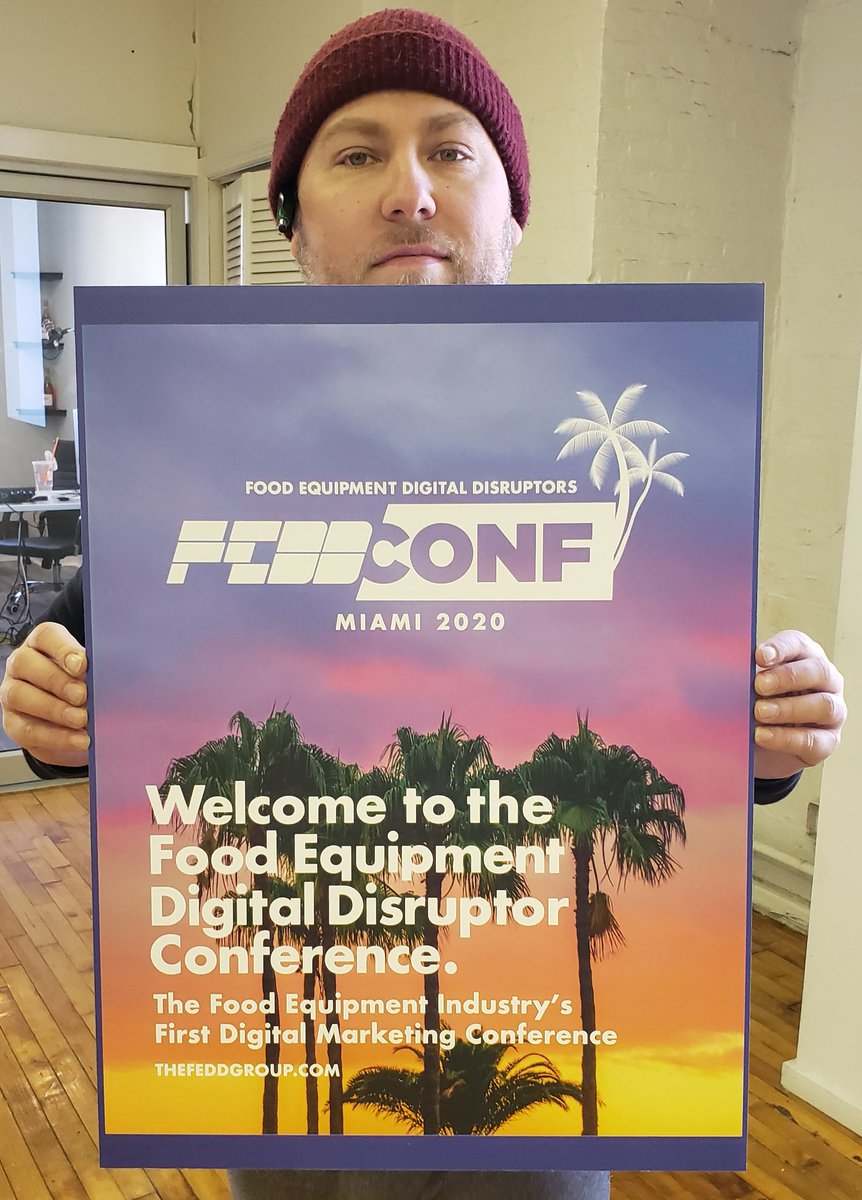 FOOD EQUIPMENT DIGITAL DISRUPTORS
FEDDCONF
MIAMI 2020
Welcome to the
Food Equipment
Digital Disruptor
Conference.
The Food Equipment Industry's
First Digital Marketing Conference
THEFEDDGROUP.COM